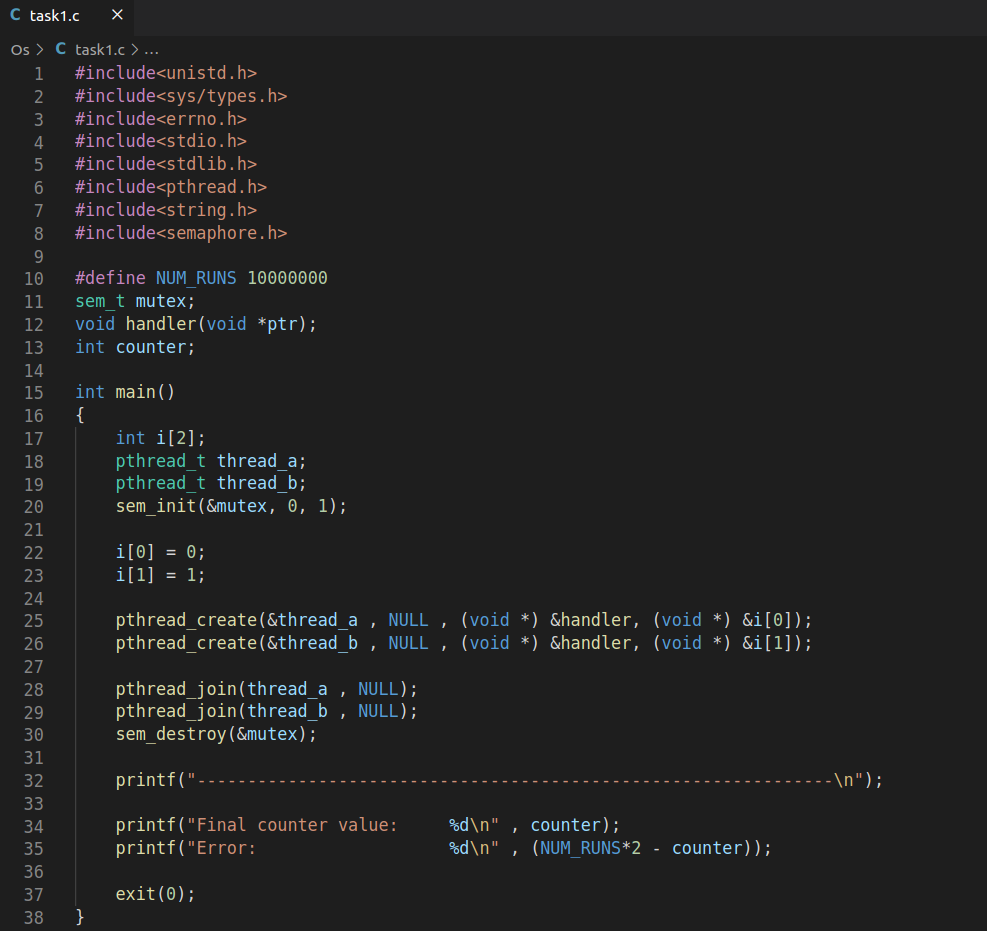 C task1.c ×
Os > C task1.c > ...
1 #include<unistd.h>
2 #include<sys/types.h>
3 #include<errno.h>
4 #include<stdio.h>
5 #include<stdlib.h>
6 #include<pthread.h>
7 #include<string.h>
8 #include<semaphore.h>
9
10 #define NUM_RUNS 10000000
11 sem_t mutex;
12 void handler(void *ptr);
13 int counter;
14
15 int main()
16 {
17     int i[2];
18     pthread_t thread_a;
19     pthread_t thread_b;
20     sem_init(&mutex, 0, 1);
21
22     i[0] = 0;
23     i[1] = 1;
24
25     pthread_create(&thread_a , NULL , (void *) &handler, (void *) &i[0]);
26     pthread_create(&thread_b , NULL , (void *) &handler, (void *) &i[1]);
27
28     pthread_join(thread_a , NULL);
29     pthread_join(thread_b , NULL);
30     sem_destroy(&mutex);
31
32     printf("---------------------------------------------------------------\n");
33
34     printf("Final counter value:     %d\n" , counter);
35     printf("Error:                   %d\n" , (NUM_RUNS*2 - counter));
36
37     exit(0);
38 }